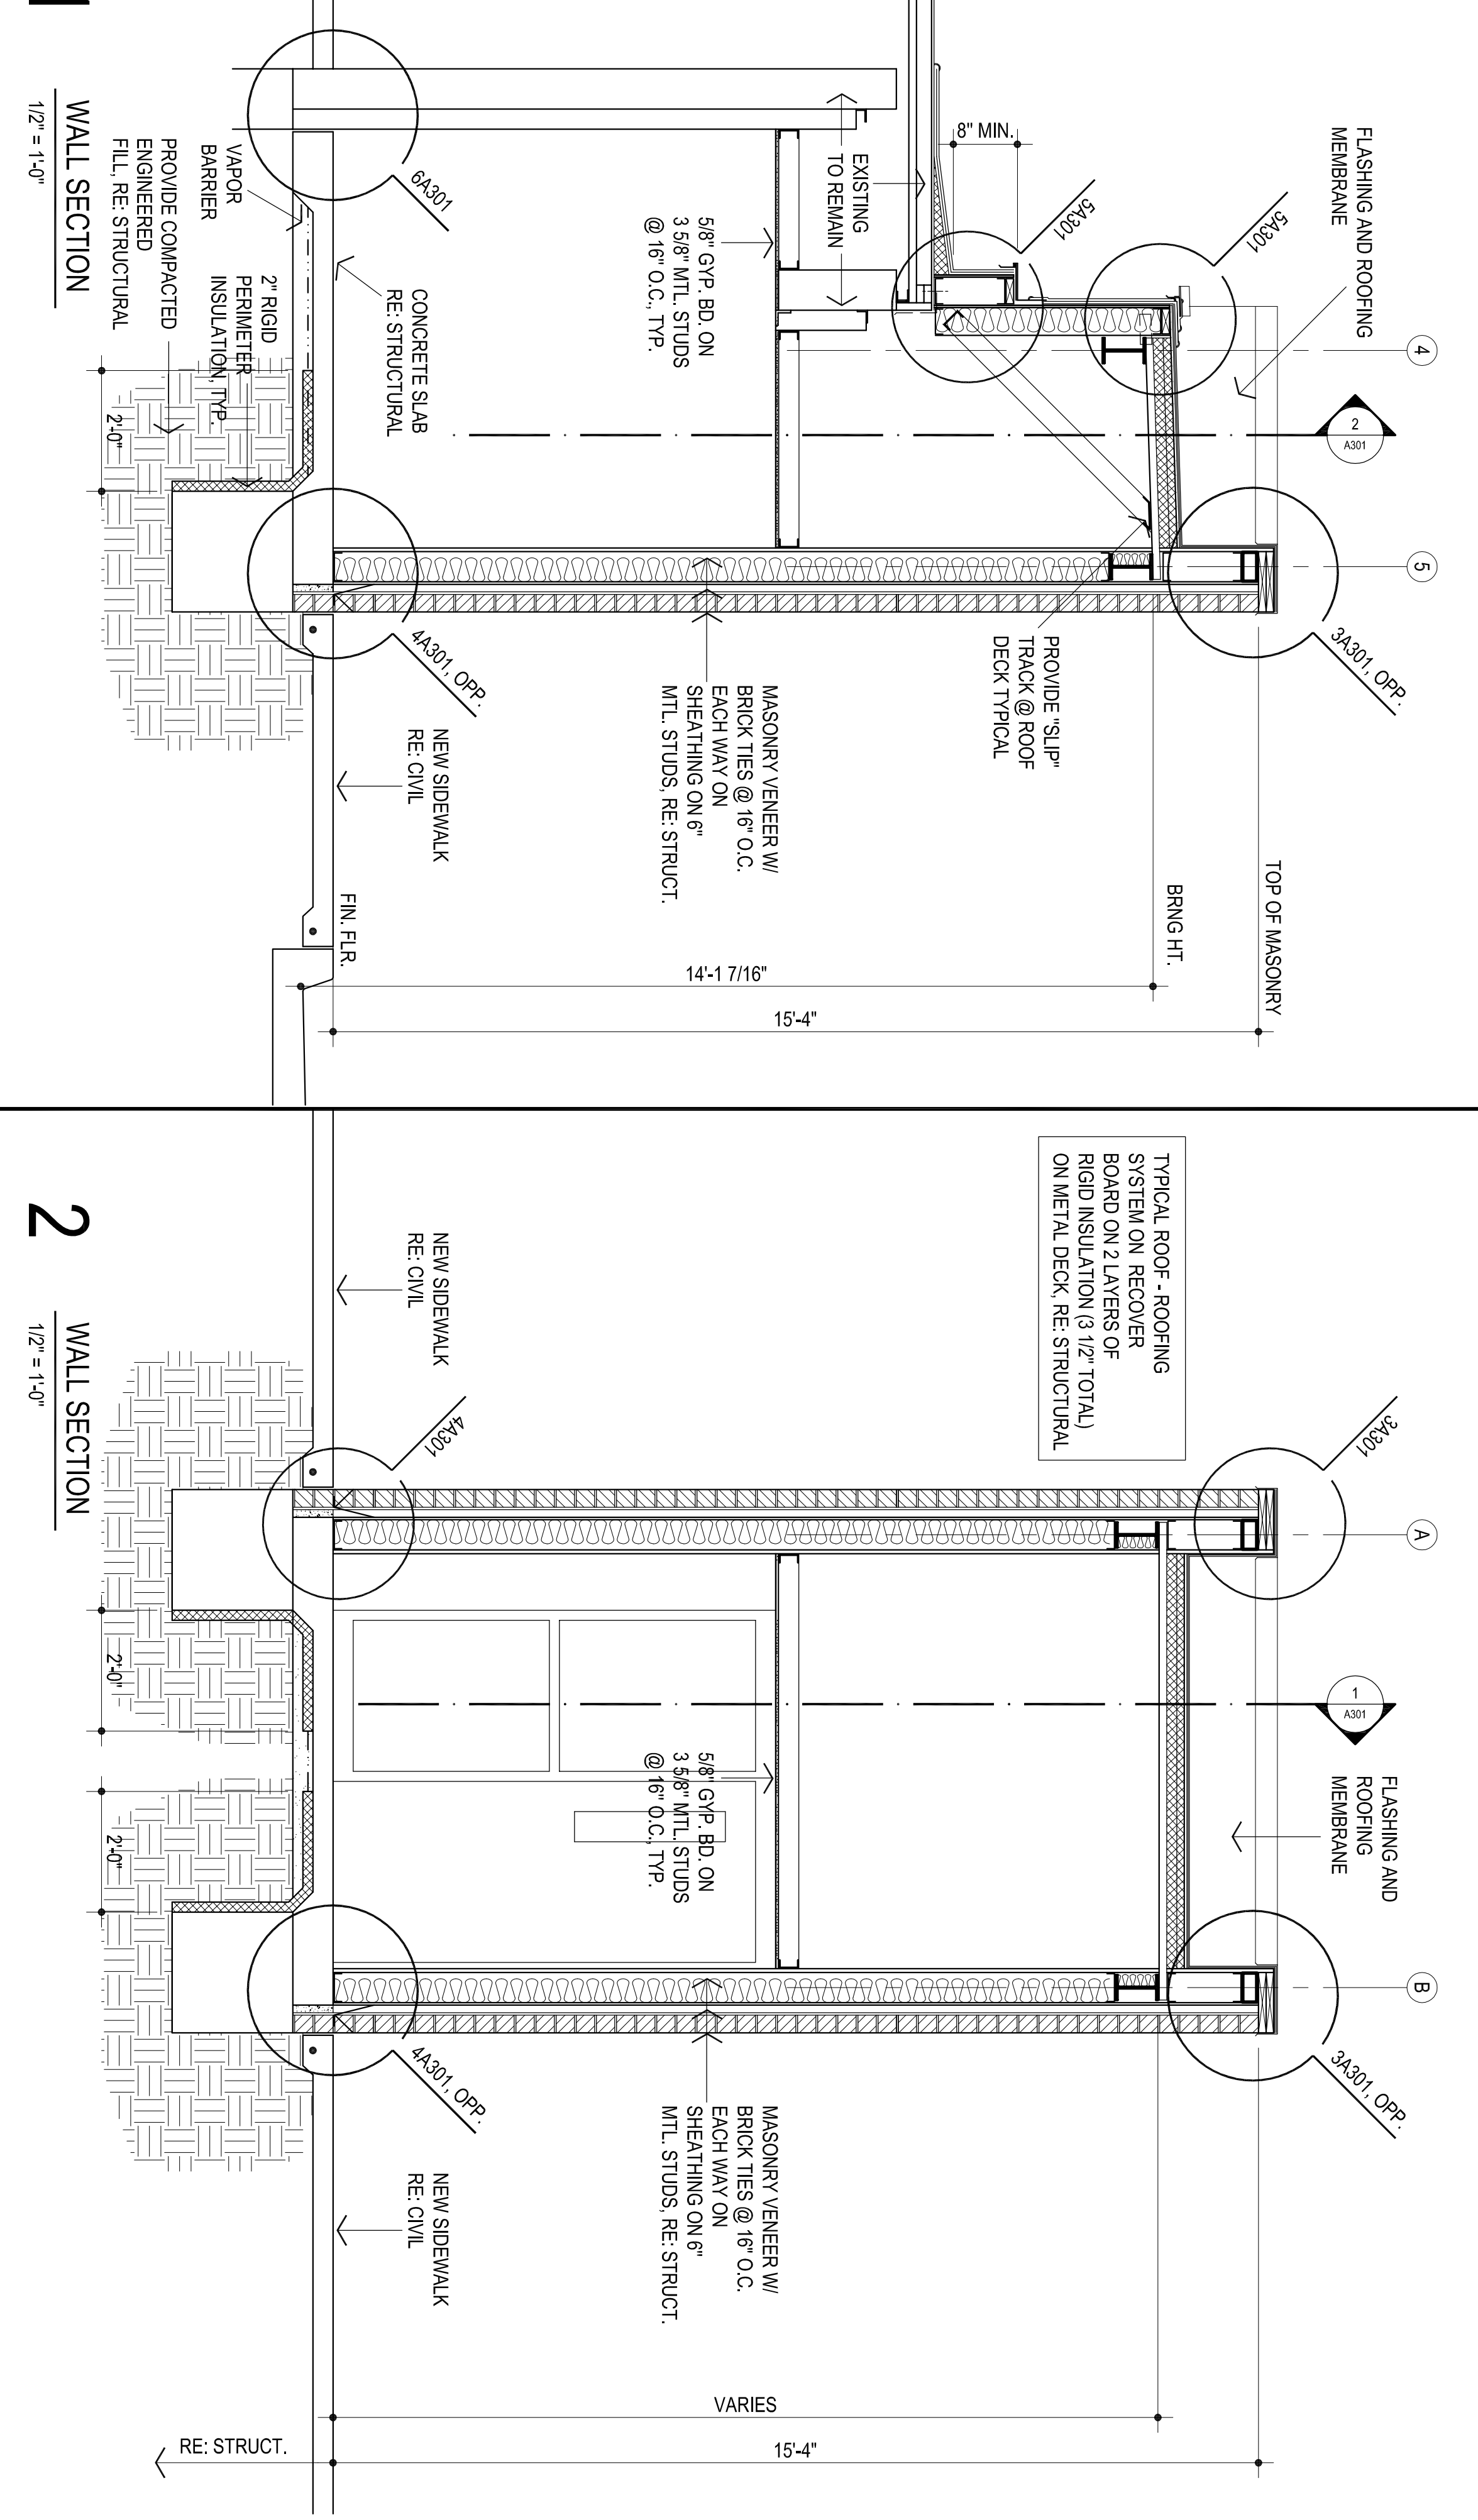 FLASHING AND ROOFING
MEMBRANE
4
5
2
A301
5A301
5A301
3A301, OPP.
8" MIN.
EXISTING
TO REMAIN
5/8" GYP. BD. ON
3 5/8" MTL. STUDS
@ 16" O.C., TYP.
PROVIDE "SLIP"
TRACK @ ROOF
DECK TYPICAL
TOP OF MASONRY
BRNG HT.
MASONRY VENEER W/
BRICK TIES @ 16" O.C.
EACH WAY ON
SHEATHING ON 6"
MTL. STUDS, RE: STRUCT.
14'-1 7/16"
15'-4"
6A301
CONCRETE SLAB
RE: STRUCTURAL
4A301, OPP.
NEW SIDEWALK
RE: CIVIL
FIN. FLR.
VAPOR
BARRIER
2" RIGID
PERIMETER
INSULATION, TYP.
PROVIDE COMPACTED
ENGINEERED
FILL, RE: STRUCTURAL
2'-0"
WALL SECTION
1/2" = 1'-0"
TYPICAL ROOF - ROOFING
SYSTEM ON RECOVER
BOARD ON 2 LAYERS OF
RIGID INSULATION (3 1/2" TOTAL)
ON METAL DECK, RE: STRUCTURAL
A
B
1
A301
FLASHING AND
ROOFING
MEMBRANE
3A301
3A301, OPP.
5/8" GYP. BD. ON
3 5/8" MTL. STUDS
@ 16" O.C., TYP.
MASONRY VENEER W/
BRICK TIES @ 16" O.C.
EACH WAY ON
SHEATHING ON 6"
MTL. STUDS, RE: STRUCT.
VARIES
15'-4"
NEW SIDEWALK
RE: CIVIL
4A301
4A301, OPP.
NEW SIDEWALK
RE: CIVIL
RE: STRUCT.
2'-0"
2'-0"
2
WALL SECTION
1/2" = 1'-0"